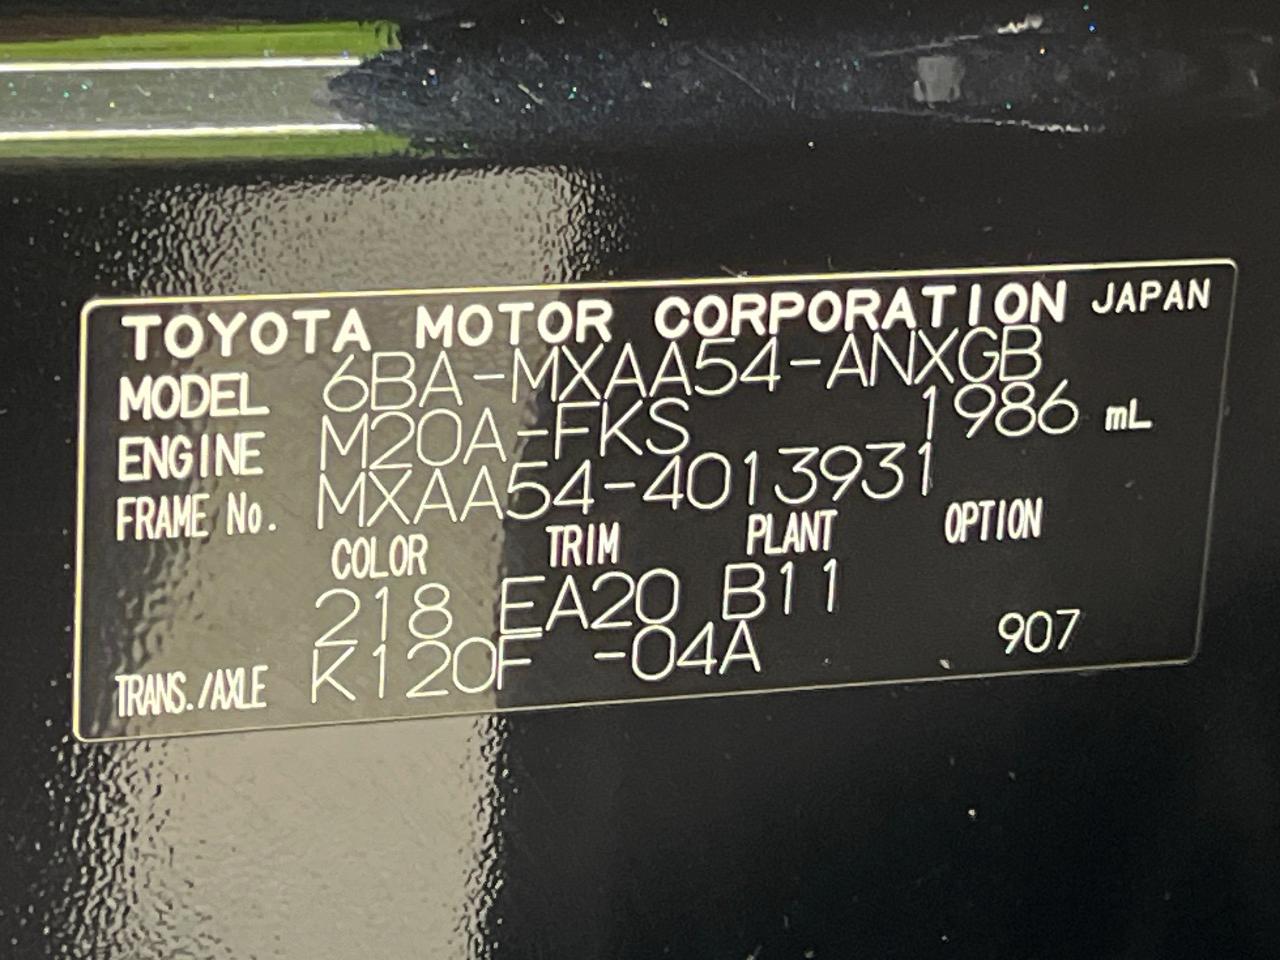 TOYOTA MOTOR CORPORATION JAPAN
MODEL 6BA-MXAA54-ANXGB
ENGINE M20A-FKS 1986 mL
FRAME No. MXAA54-4013931
COLOR TRIM PLANT OPTION
218 EA20 B11
TRANS./AXLE K120F -04A 907